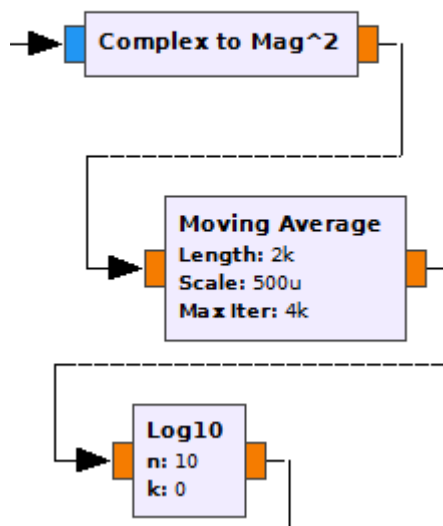 Complex to Mag^2
Moving Average
Length: 2k
Scale: 500u
Max Iter: 4k
Log10
n: 10
k: 0